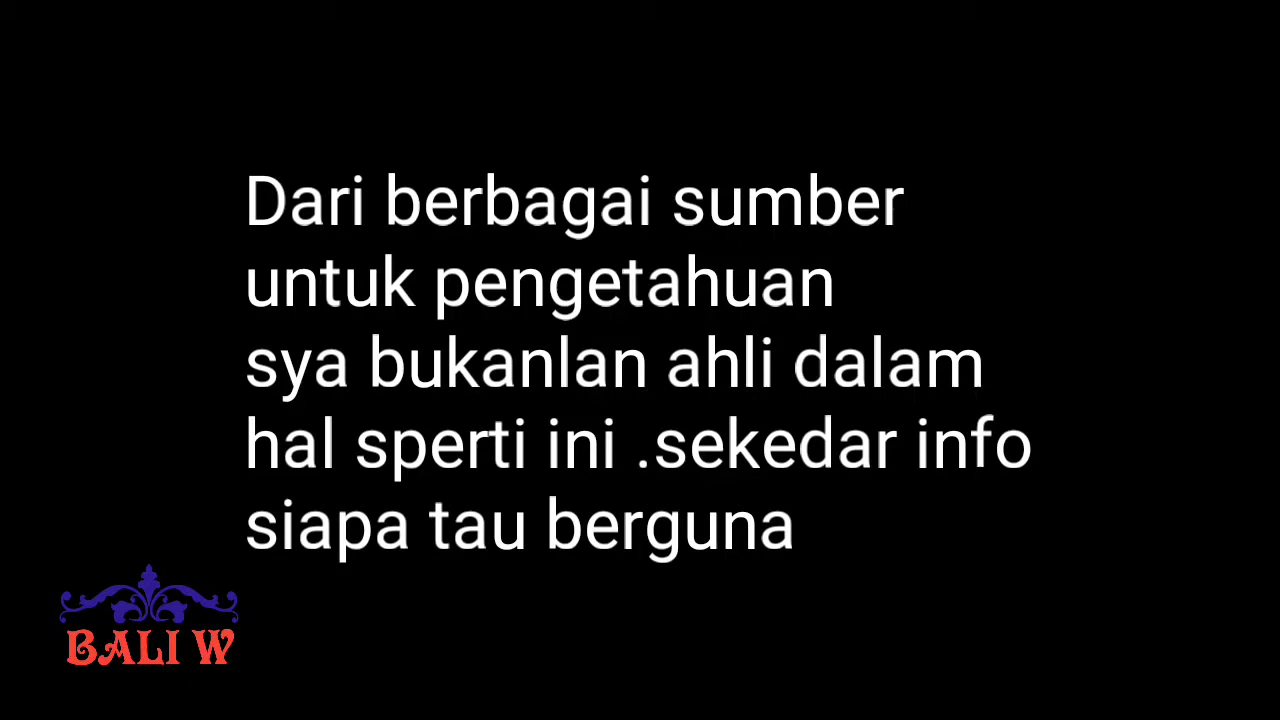 Dari berbagai sumber
untuk pengetahuan
sya bukanlan ahli dalam
hal sperti ini .sekedar info
siapa tau berguna
BALI W